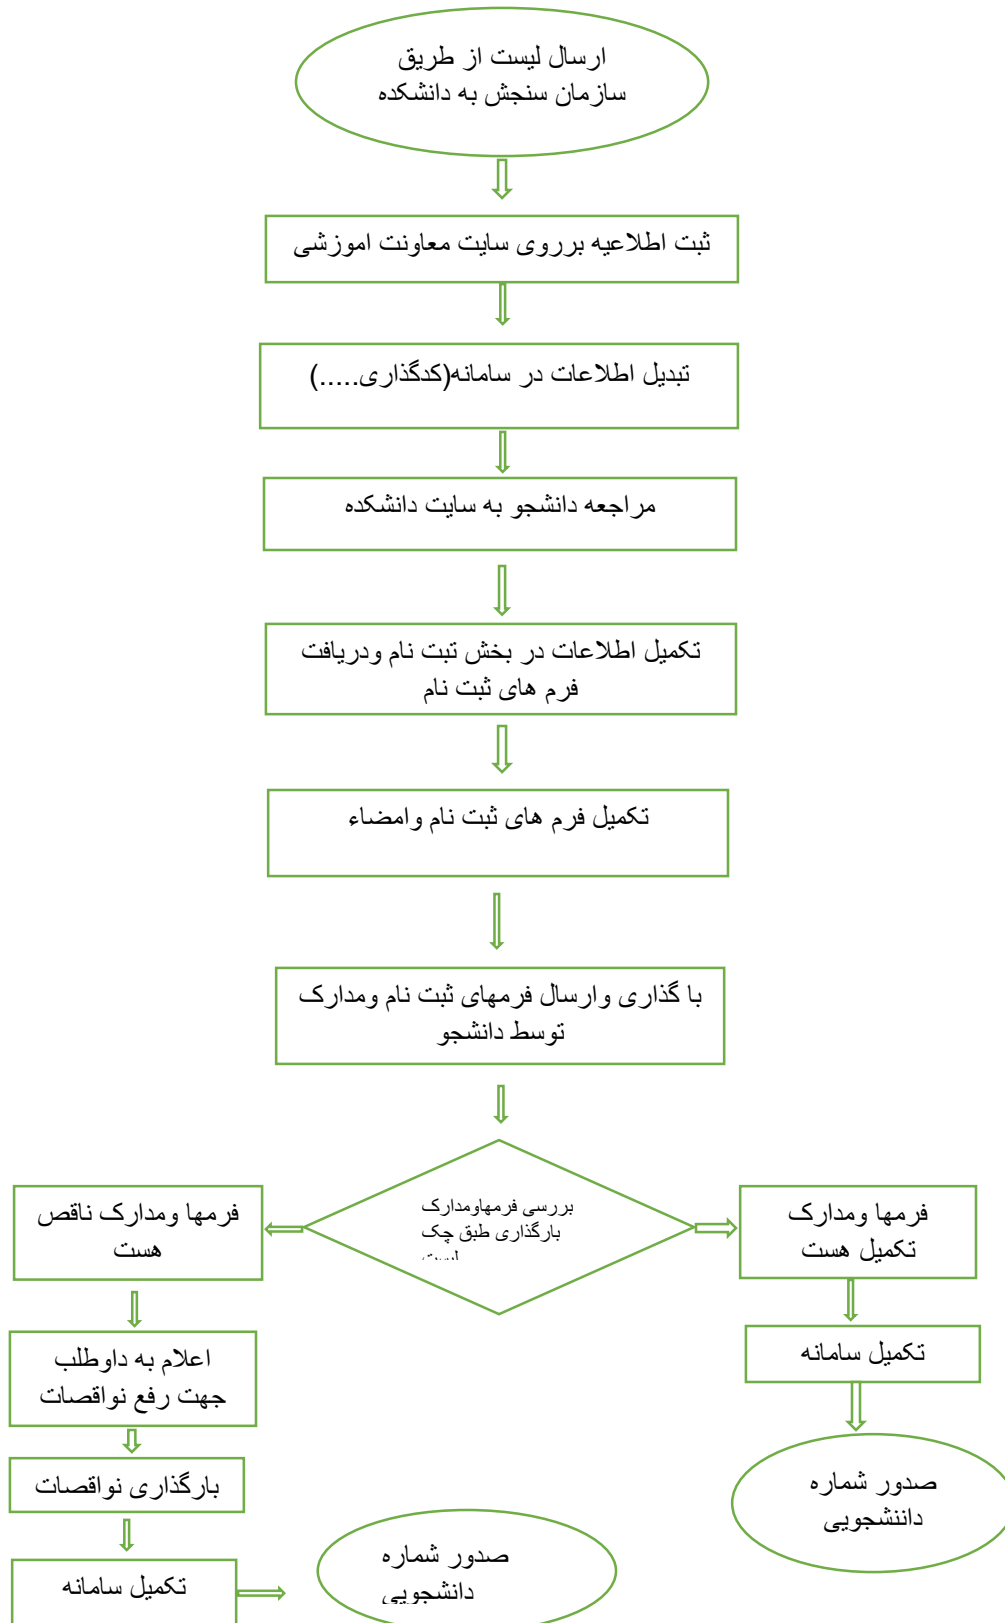 ارسال لیست از طریق
سازمان سنجش به دانشکده
ثبت اطلاعیه برروی سایت معاونت اموزشی
تبدیل اطلاعات در سامانه(کدگذاری.....)
مراجعه دانشجو به سایت دانشکده
تکمیل اطلاعات در بخش تبت نام ودریافت
فرم های ثبت نام
تکمیل فرم های ثبت نام وامضاء
با گذاری وارسال فرمهای ثبت نام ومدارک
توسط دانشجو
بررسی فرمهاومدارک
بارگذاری طبق چک
لیست
فرمها ومدارک
تکمیل هست
تکمیل سامانه
صدور شماره
داننشجویی
فرمها ومدارک ناقص
هست
اعلام به داوطلب
جهت رفع نواقصات
بارگذاری نواقصات
تکمیل سامانه
صدور شماره
دانشجویی